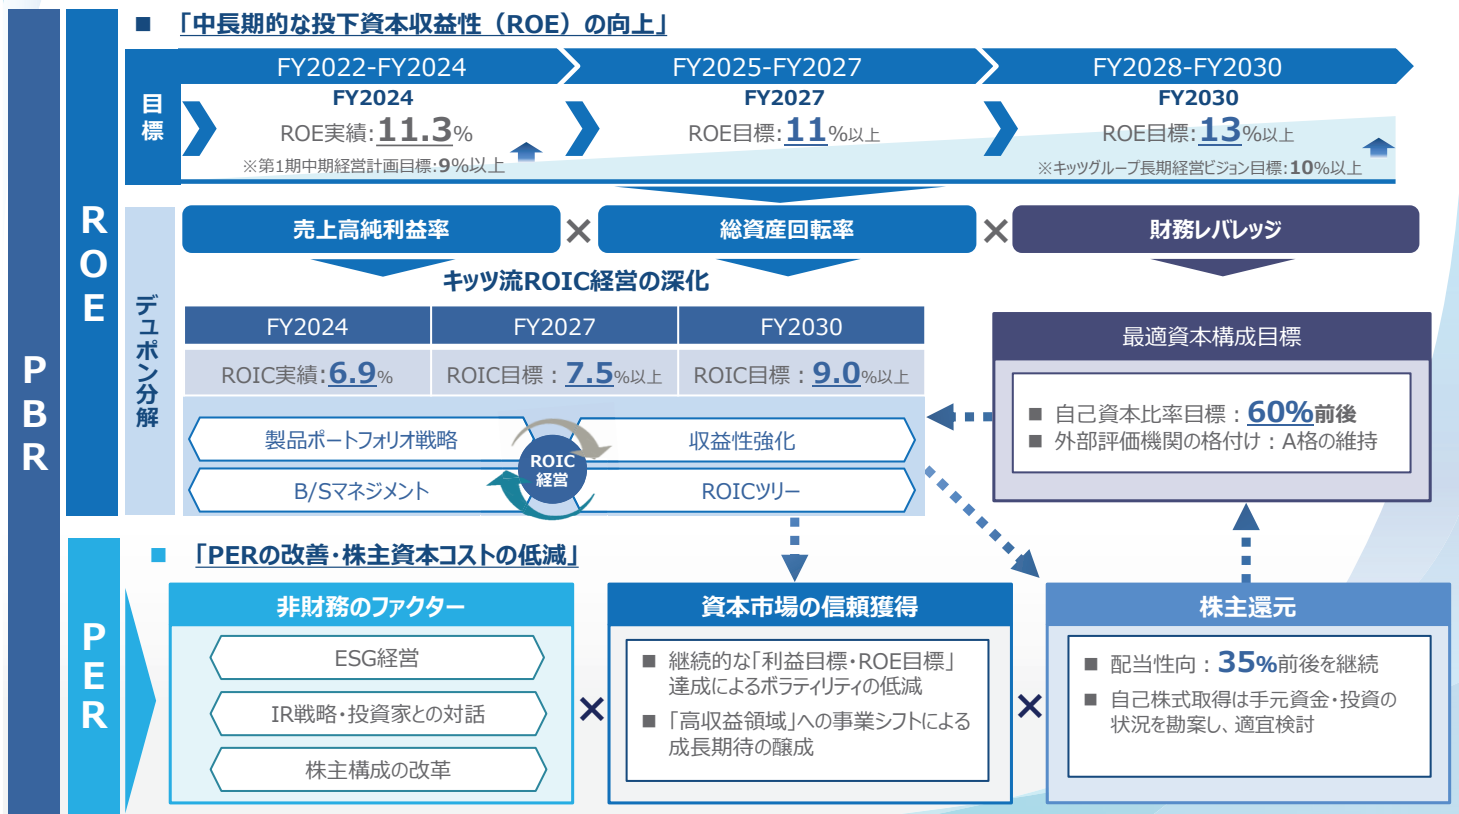 PBR
ROE
■ 「中長期的な投下資本収益性（ROE）の向上」
目標
FY2022-FY2024
FY2025-FY2027
FY2028-FY2030
FY2024
ROE実績:11.3%
※第1期中期経営計画目標:9%以上
FY2027
ROE目標:11%以上
FY2030
ROE目標:13%以上
※キッツグループ長期経営ビジョン目標:10%以上
デュポン分解
売上高純利益率
×
総資産回転率
×
財務レバレッジ
キッツ流ROIC経営の深化
FY2024
FY2027
FY2030
ROIC実績:6.9%
ROIC目標：7.5%以上
ROIC目標：9.0%以上
製品ポートフォリオ戦略
収益性強化
ROIC
経営
B/Sマネジメント
ROICツリー
最適資本構成目標
■ 自己資本比率目標：60%前後
■ 外部評価機関の格付け：A格の維持
PER
■ 「PERの改善・株主資本コストの低減」
非財務のファクター
ESG経営
IR戦略・投資家との対話
株主構成の改革
×
資本市場の信頼獲得
■ 継続的な「利益目標・ROE目標」
達成によるボラティリティの低減
■ 「高収益領域」への事業シフトによる
成長期待の醸成
×
株主還元
■ 配当性向：35%前後を継続
■ 自己株式取得は手元資金・投資の
状況を勘案し、適宜検討